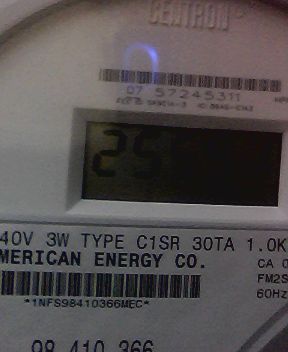 CENTRON
07 57245311
25
40V 3W TYPE C1SR 30TA 1.0K
MERICAN ENERGY CO.
CA 0
FM2S
60Hz
*1NFS98410366MEC*
98 410 366